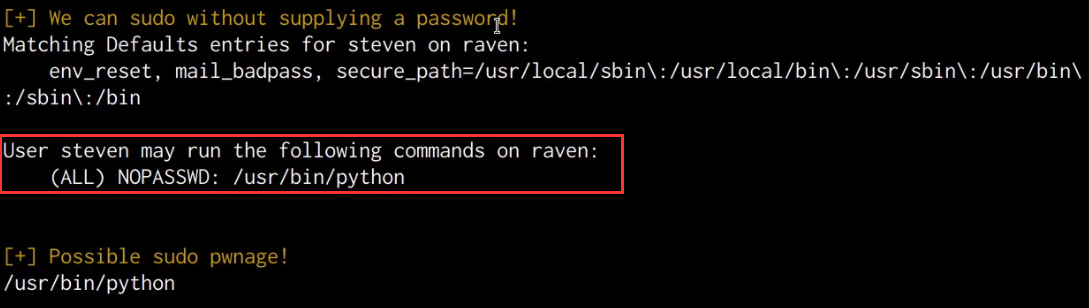 [+] We can sudo without supplying a password!
Matching Defaults entries for steven on raven:
    env_reset, mail_badpass, secure_path=/usr/local/sbin\:/usr/local/bin\:/usr/sbin\:/usr/bin\
:/sbin\:/bin
User steven may run the following commands on raven:
    (ALL) NOPASSWD: /usr/bin/python
[+] Possible sudo pwnage!
/usr/bin/python